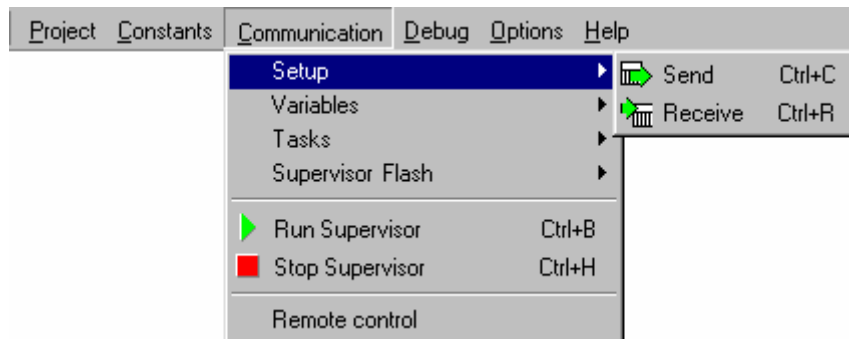 Project Constants Communication Debug Options Help
Setup
Send Ctrl+C
Variables
Receive Ctrl+R
Tasks
Supervisor Flash
Run Supervisor Ctrl+B
Stop Supervisor Ctrl+H
Remote control